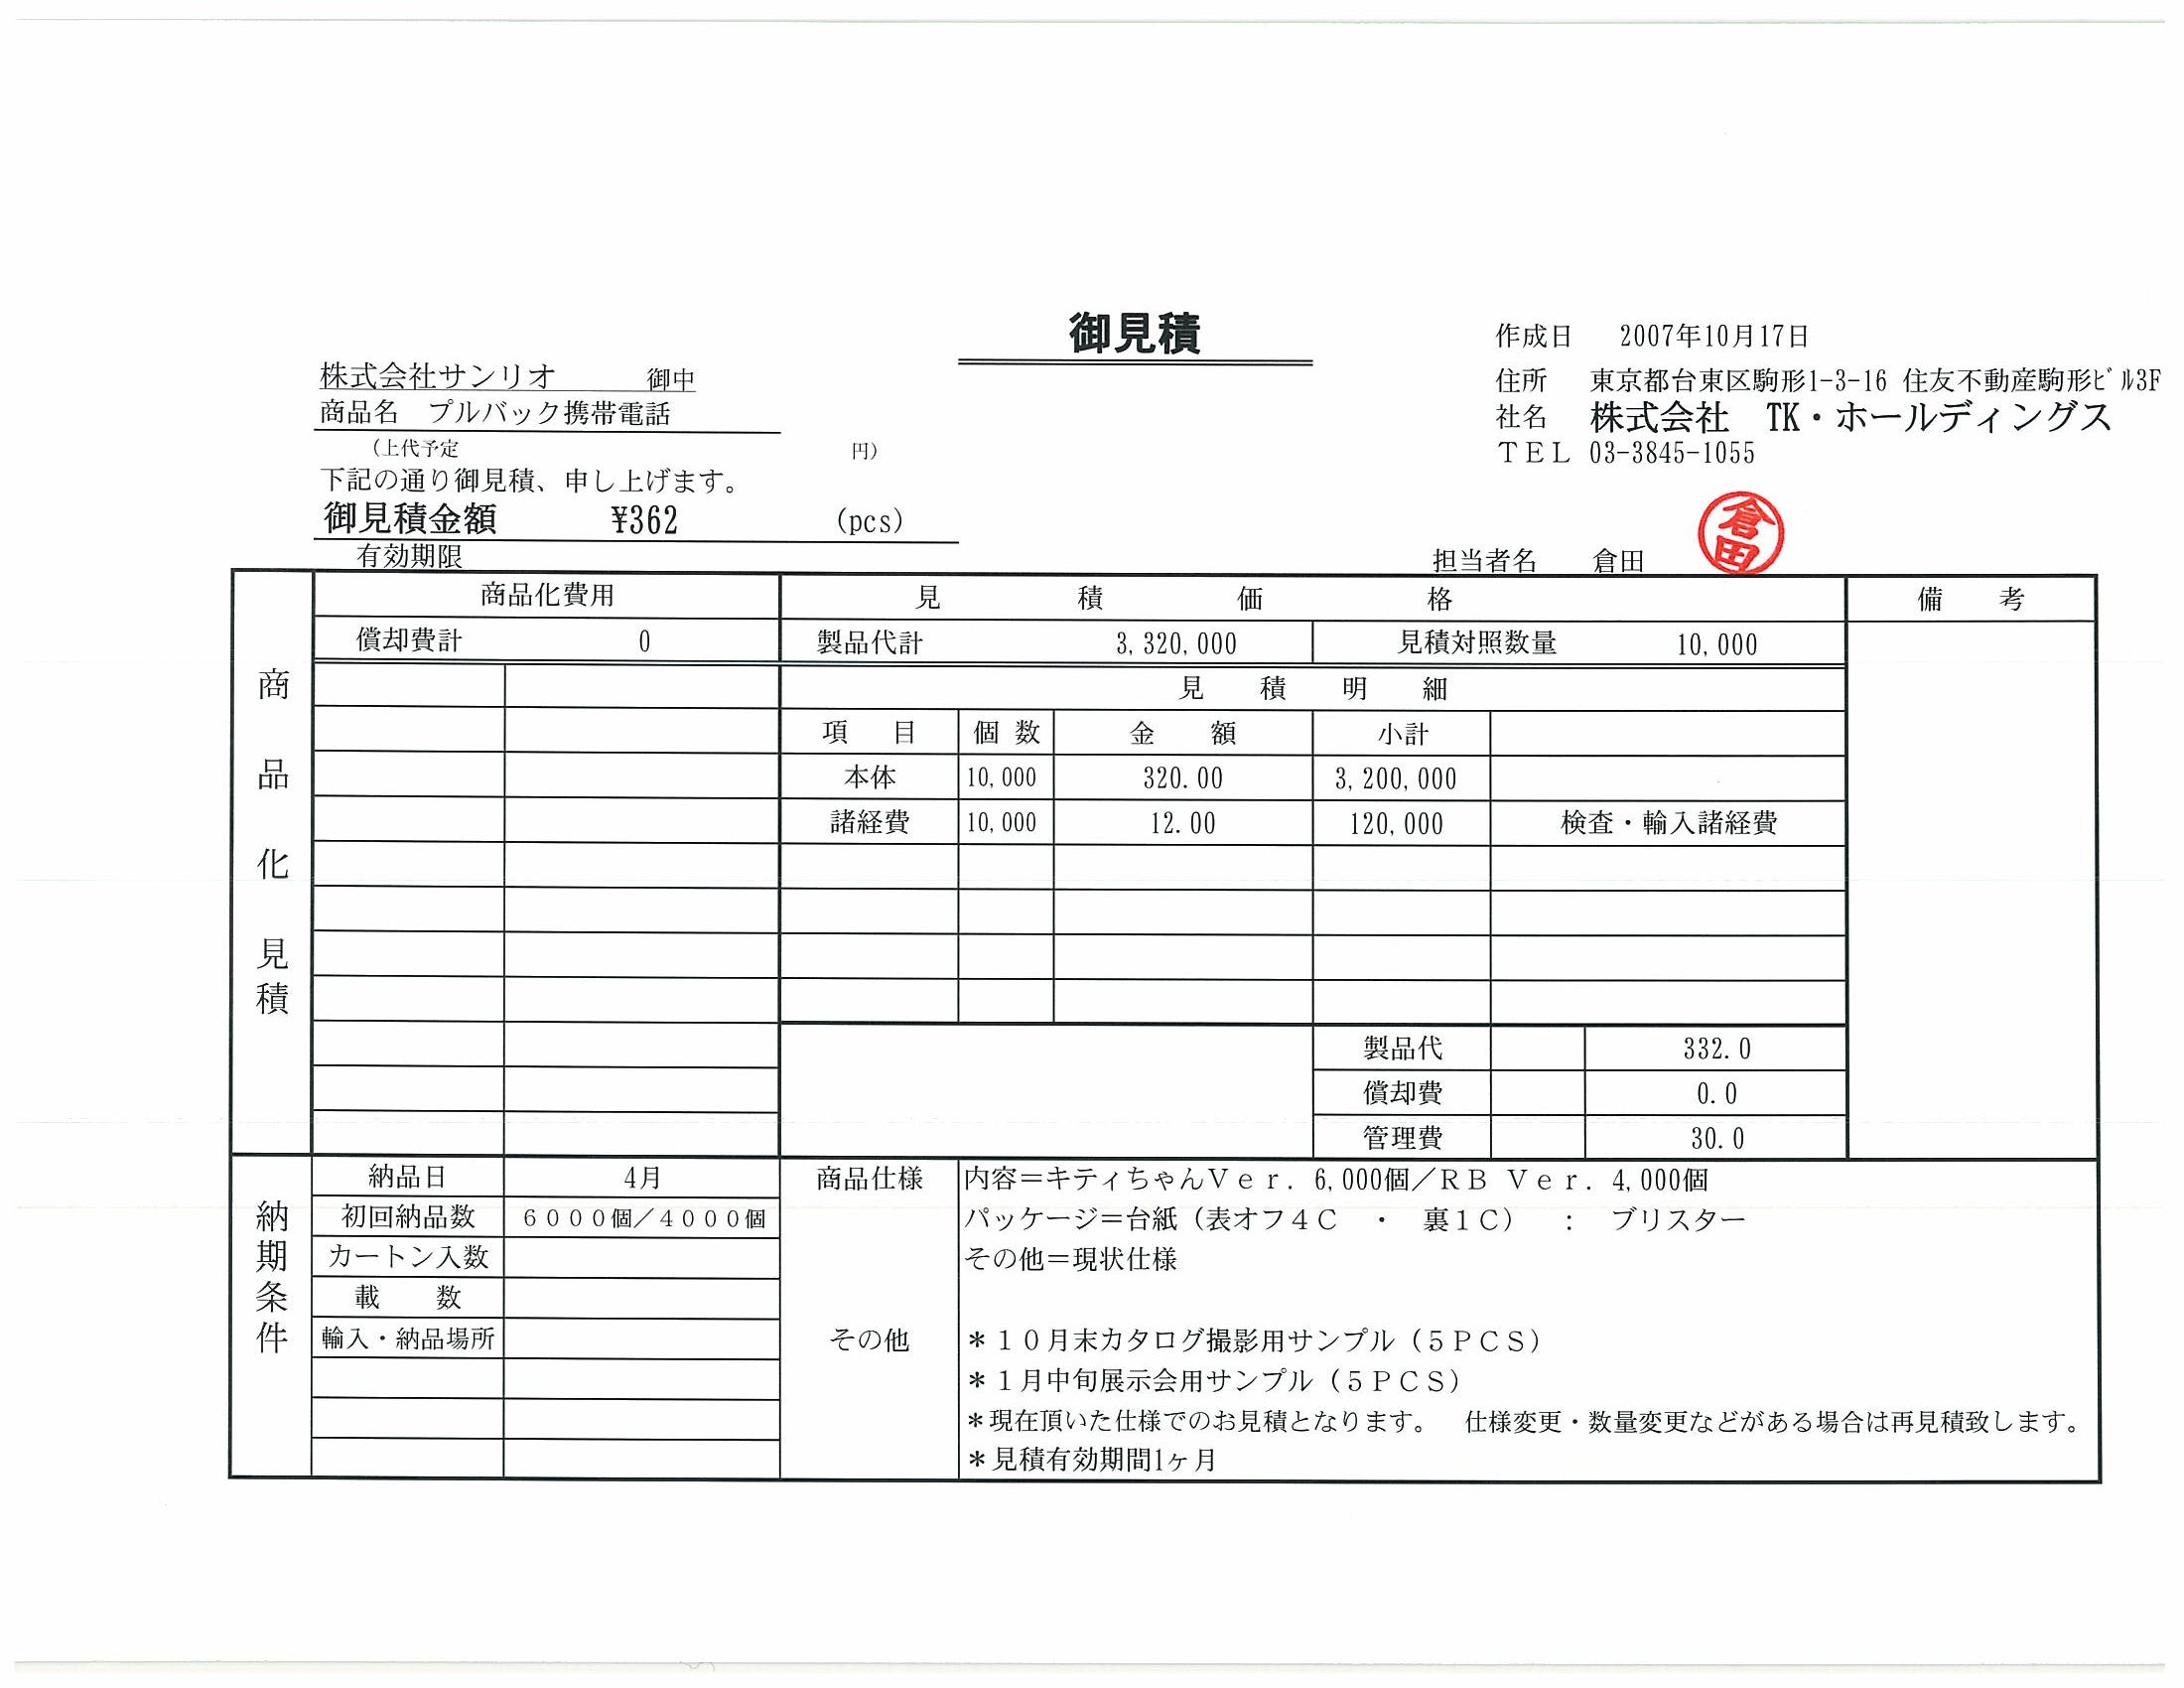 御見積
作成日 2007年10月17日
株式会社サンリオ 御中
住所 東京都台東区駒形1-3-16 住友不動産駒形ﾋﾞﾙ3F
商品名 プルバック携帯電話
社名 株式会社 TK・ホールディングス
（上代予定 円）
TEL 03-3845-1055
下記の通り御見積、申し上げます。
御見積金額 ¥362 (pcs)
有効期限
担当者名 倉田 倉田
商品化見積
商品化費用 見積価格 備考
償却費計 0 製品代計 3,320,000 見積対照数量 10,000
見積明細
項目 個数 金額 小計
本体 10,000 320.00 3,200,000
諸経費 10,000 12.00 120,000 検査・輸入諸経費
製品代 332.0
償却費 0.0
管理費 30.0
納期条件
納品日 4月 商品仕様 内容＝キティちゃんＶｅｒ．6,000個／ＲＢ Ｖｅｒ．4,000個
初回納品数 ６０００個／４０００個 パッケージ＝台紙（表オフ４Ｃ ・ 裏１Ｃ） ： ブリスター
カートン入数 その他＝現状仕様
載数
輸入・納品場所 その他 ＊１０月末カタログ撮影用サンプル（５ＰＣＳ）
＊１月中旬展示会用サンプル（５ＰＣＳ）
＊現在頂いた仕様でのお見積となります。 仕様変更・数量変更などがある場合は再見積致します。
＊見積有効期間1ヶ月